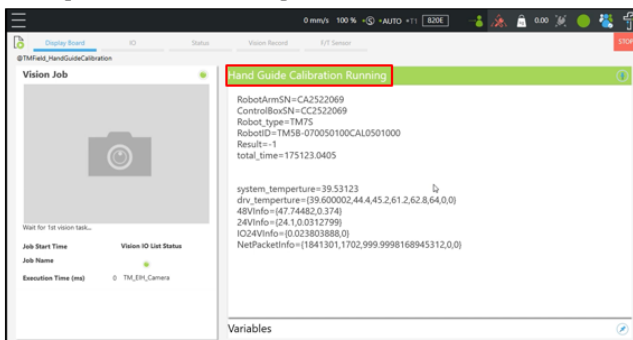 0 mm/s 100 % AUTO T1 820E 0.00
Display Board IO Status Vision Record F/T Sensor STOP
@TMField_HandGuideCalibration
Vision Job
Hand Guide Calibration Running
RobotArmSN=CA2522069
ControlBoxSN=CC2522069
Robot_type=TM7S
RobotID=TM5B-070050100CAL0501000
Result=-1
total_time=175123.0405
system_temperture=39.53123
drv_temperture={39.600002,44.4,45.2,61.2,62.8,64,0,0}
48VInfo={47.74482,0.374}
24VInfo={24.1,0.0312799}
IO24VInfo={0.023803888,0}
NetPacketInfo={1841301,1702,999.9998168945312,0,0}
Wait for 1st vision task...
Job Start Time Vision IO List Status
Job Name
Execution Time (ms) 0 TM_EIH_Camera
Variables